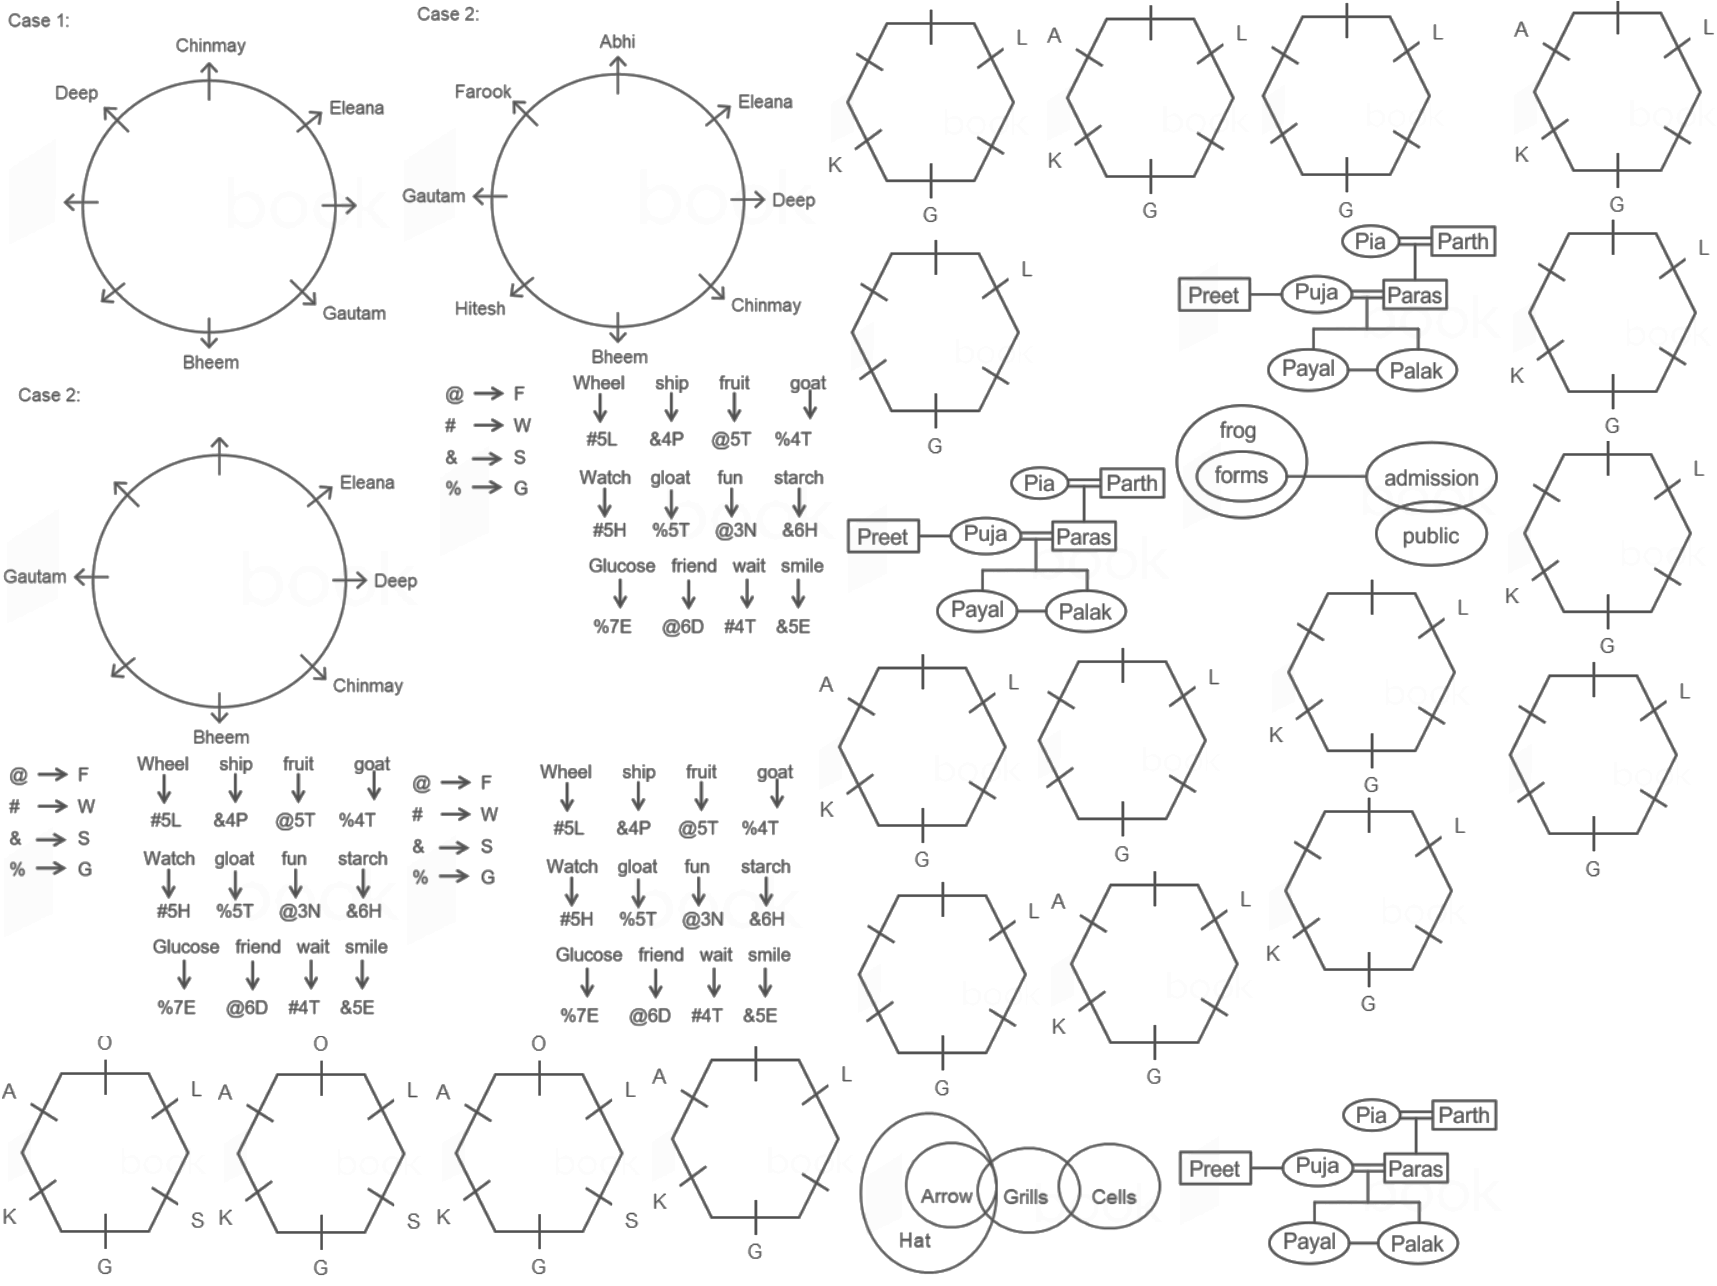 Case 1:
Chinmay
Deep
Eleana
Gautam
Bheem
Case 2:
Abhi
Farook
Eleana
Gautam
Deep
Hitesh
Chinmay
Bheem
Case 2:
Eleana
Gautam
Deep
Chinmay
Bheem
@ → F
# → W
& → S
% → G
Wheel ship fruit goat
#5L &4P @5T %4T
Watch gloat fun starch
#5H %5T @3N &6H
Glucose friend wait smile
%7E @6D #4T &5E
@ → F
# → W
& → S
% → G
Wheel ship fruit goat
#5L &4P @5T %4T
Watch gloat fun starch
#5H %5T @3N &6H
Glucose friend wait smile
%7E @6D #4T &5E
@ → F
# → W
& → S
% → G
Wheel ship fruit goat
#5L &4P @5T %4T
Watch gloat fun starch
#5H %5T @3N &6H
Glucose friend wait smile
%7E @6D #4T &5E
O
A L
K S
G
O
A L
K S
G
O
A L
K S
G
A L
K
G
L
K
G
A L
K
G
L
G
A L
K
G
L
G
Pia Parth
Preet Puja Paras
Payal Palak
L
K
G
frog
forms admission
public
L
K
G
Pia Parth
Preet Puja Paras
Payal Palak
L
K
G
A L
K
G
L
G
L
G
L
K
G
L
G
A L
K
G
Arrow Grills Cells
Hat
Pia Parth
Preet Puja Paras
Payal Palak